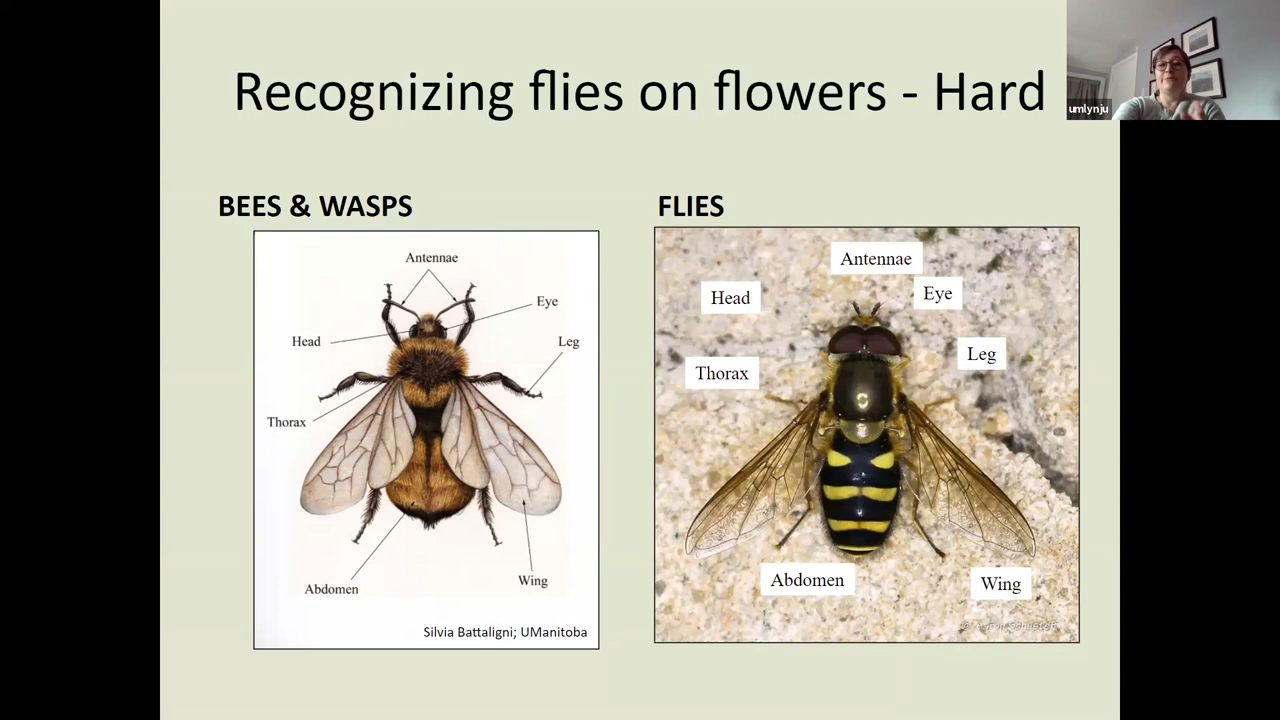 Recognizing flies on flowers - Hard
umlynju
BEES & WASPS
FLIES
Antennae
Eye
Head
Leg
Thorax
Abdomen
Wing
Silvia Battaligni; UManitoba
Antennae
Eye
Head
Leg
Thorax
Abdomen
Wing